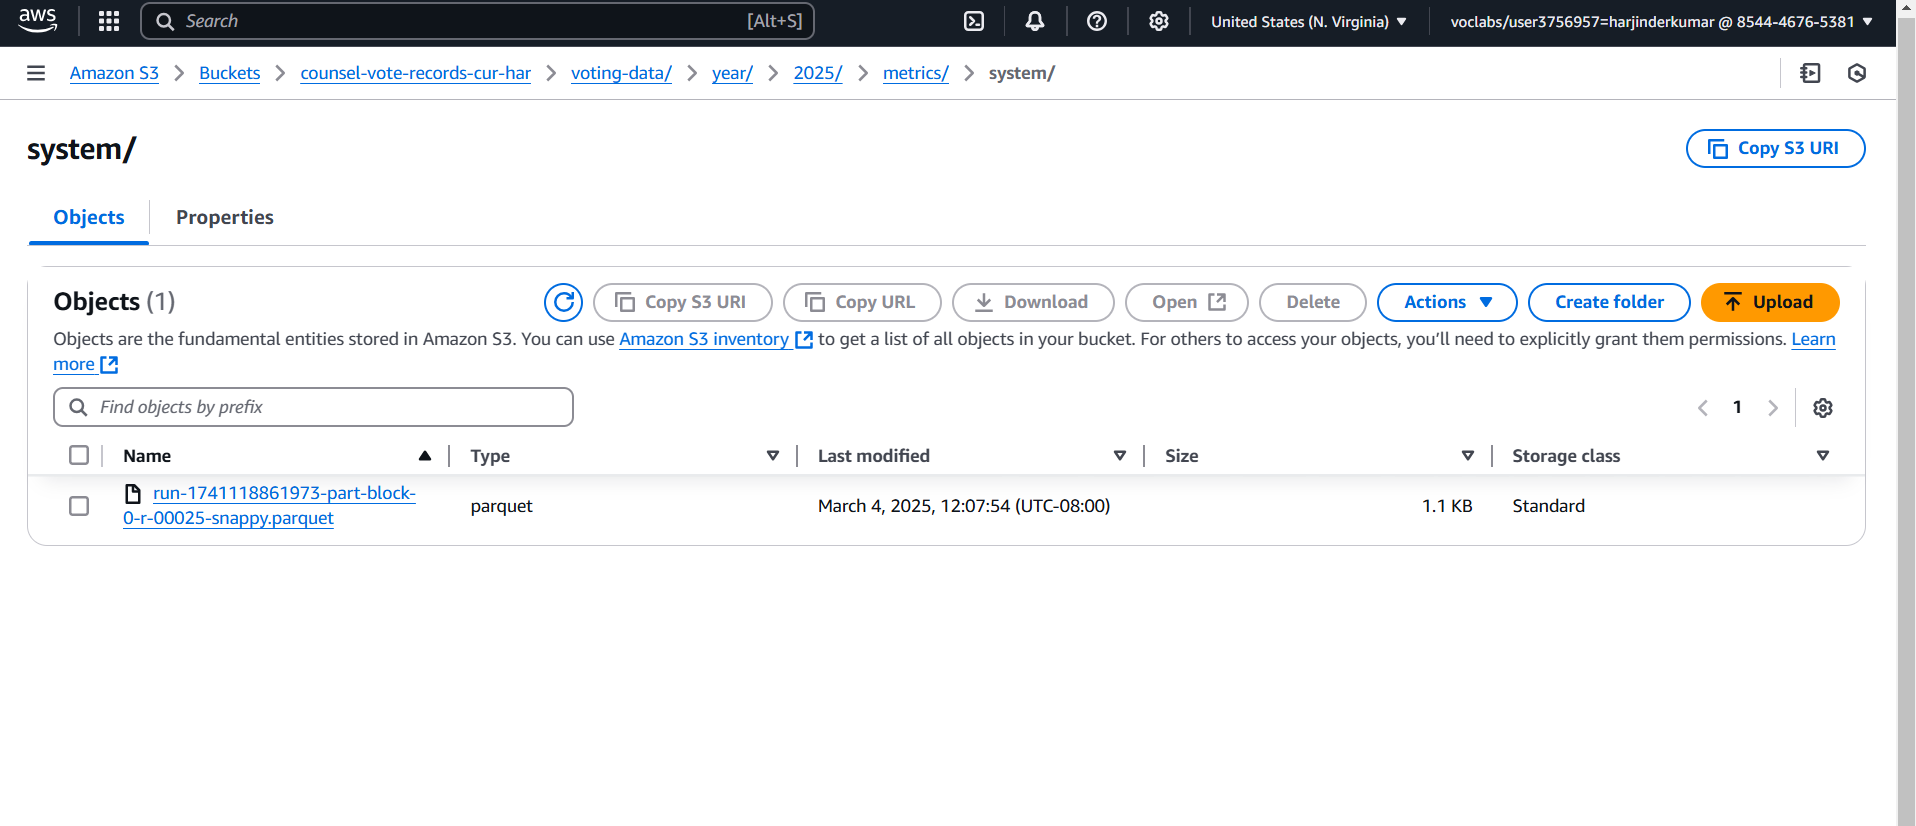 aws
Search [Alt+S] United States (N. Virginia) voclabs/user3756957=harjinderkumar @ 8544-4676-5381
Amazon S3 Buckets counsel-vote-records-cur-har voting-data/ year/ 2025/ metrics/ system/
system/
Copy S3 URI
Objects Properties
Objects (1) Copy S3 URI Copy URL Download Open Delete Actions Create folder Upload
Objects are the fundamental entities stored in Amazon S3. You can use Amazon S3 inventory to get a list of all objects in your bucket. For others to access your objects, you’ll need to explicitly grant them permissions. Learn
more
Find objects by prefix
1
Name Type Last modified Size Storage class
run-1741118861973-part-block-
0-r-00025-snappy.parquet
parquet March 4, 2025, 12:07:54 (UTC-08:00) 1.1 KB Standard